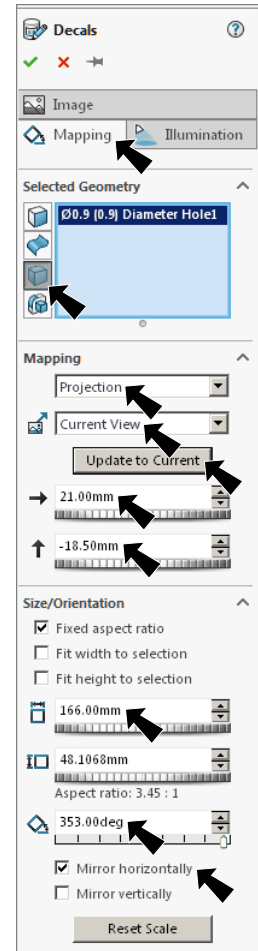 Decals
?
Image
Mapping
Illumination
Selected Geometry
Ø0.9 (0.9) Diameter Hole1
Mapping
Projection
Current View
Update to Current
21.00mm
-18.50mm
Size/Orientation
Fixed aspect ratio
Fit width to selection
Fit height to selection
166.00mm
48.1068mm
Aspect ratio: 3.45 : 1
353.00deg
Mirror horizontally
Mirror vertically
Reset Scale